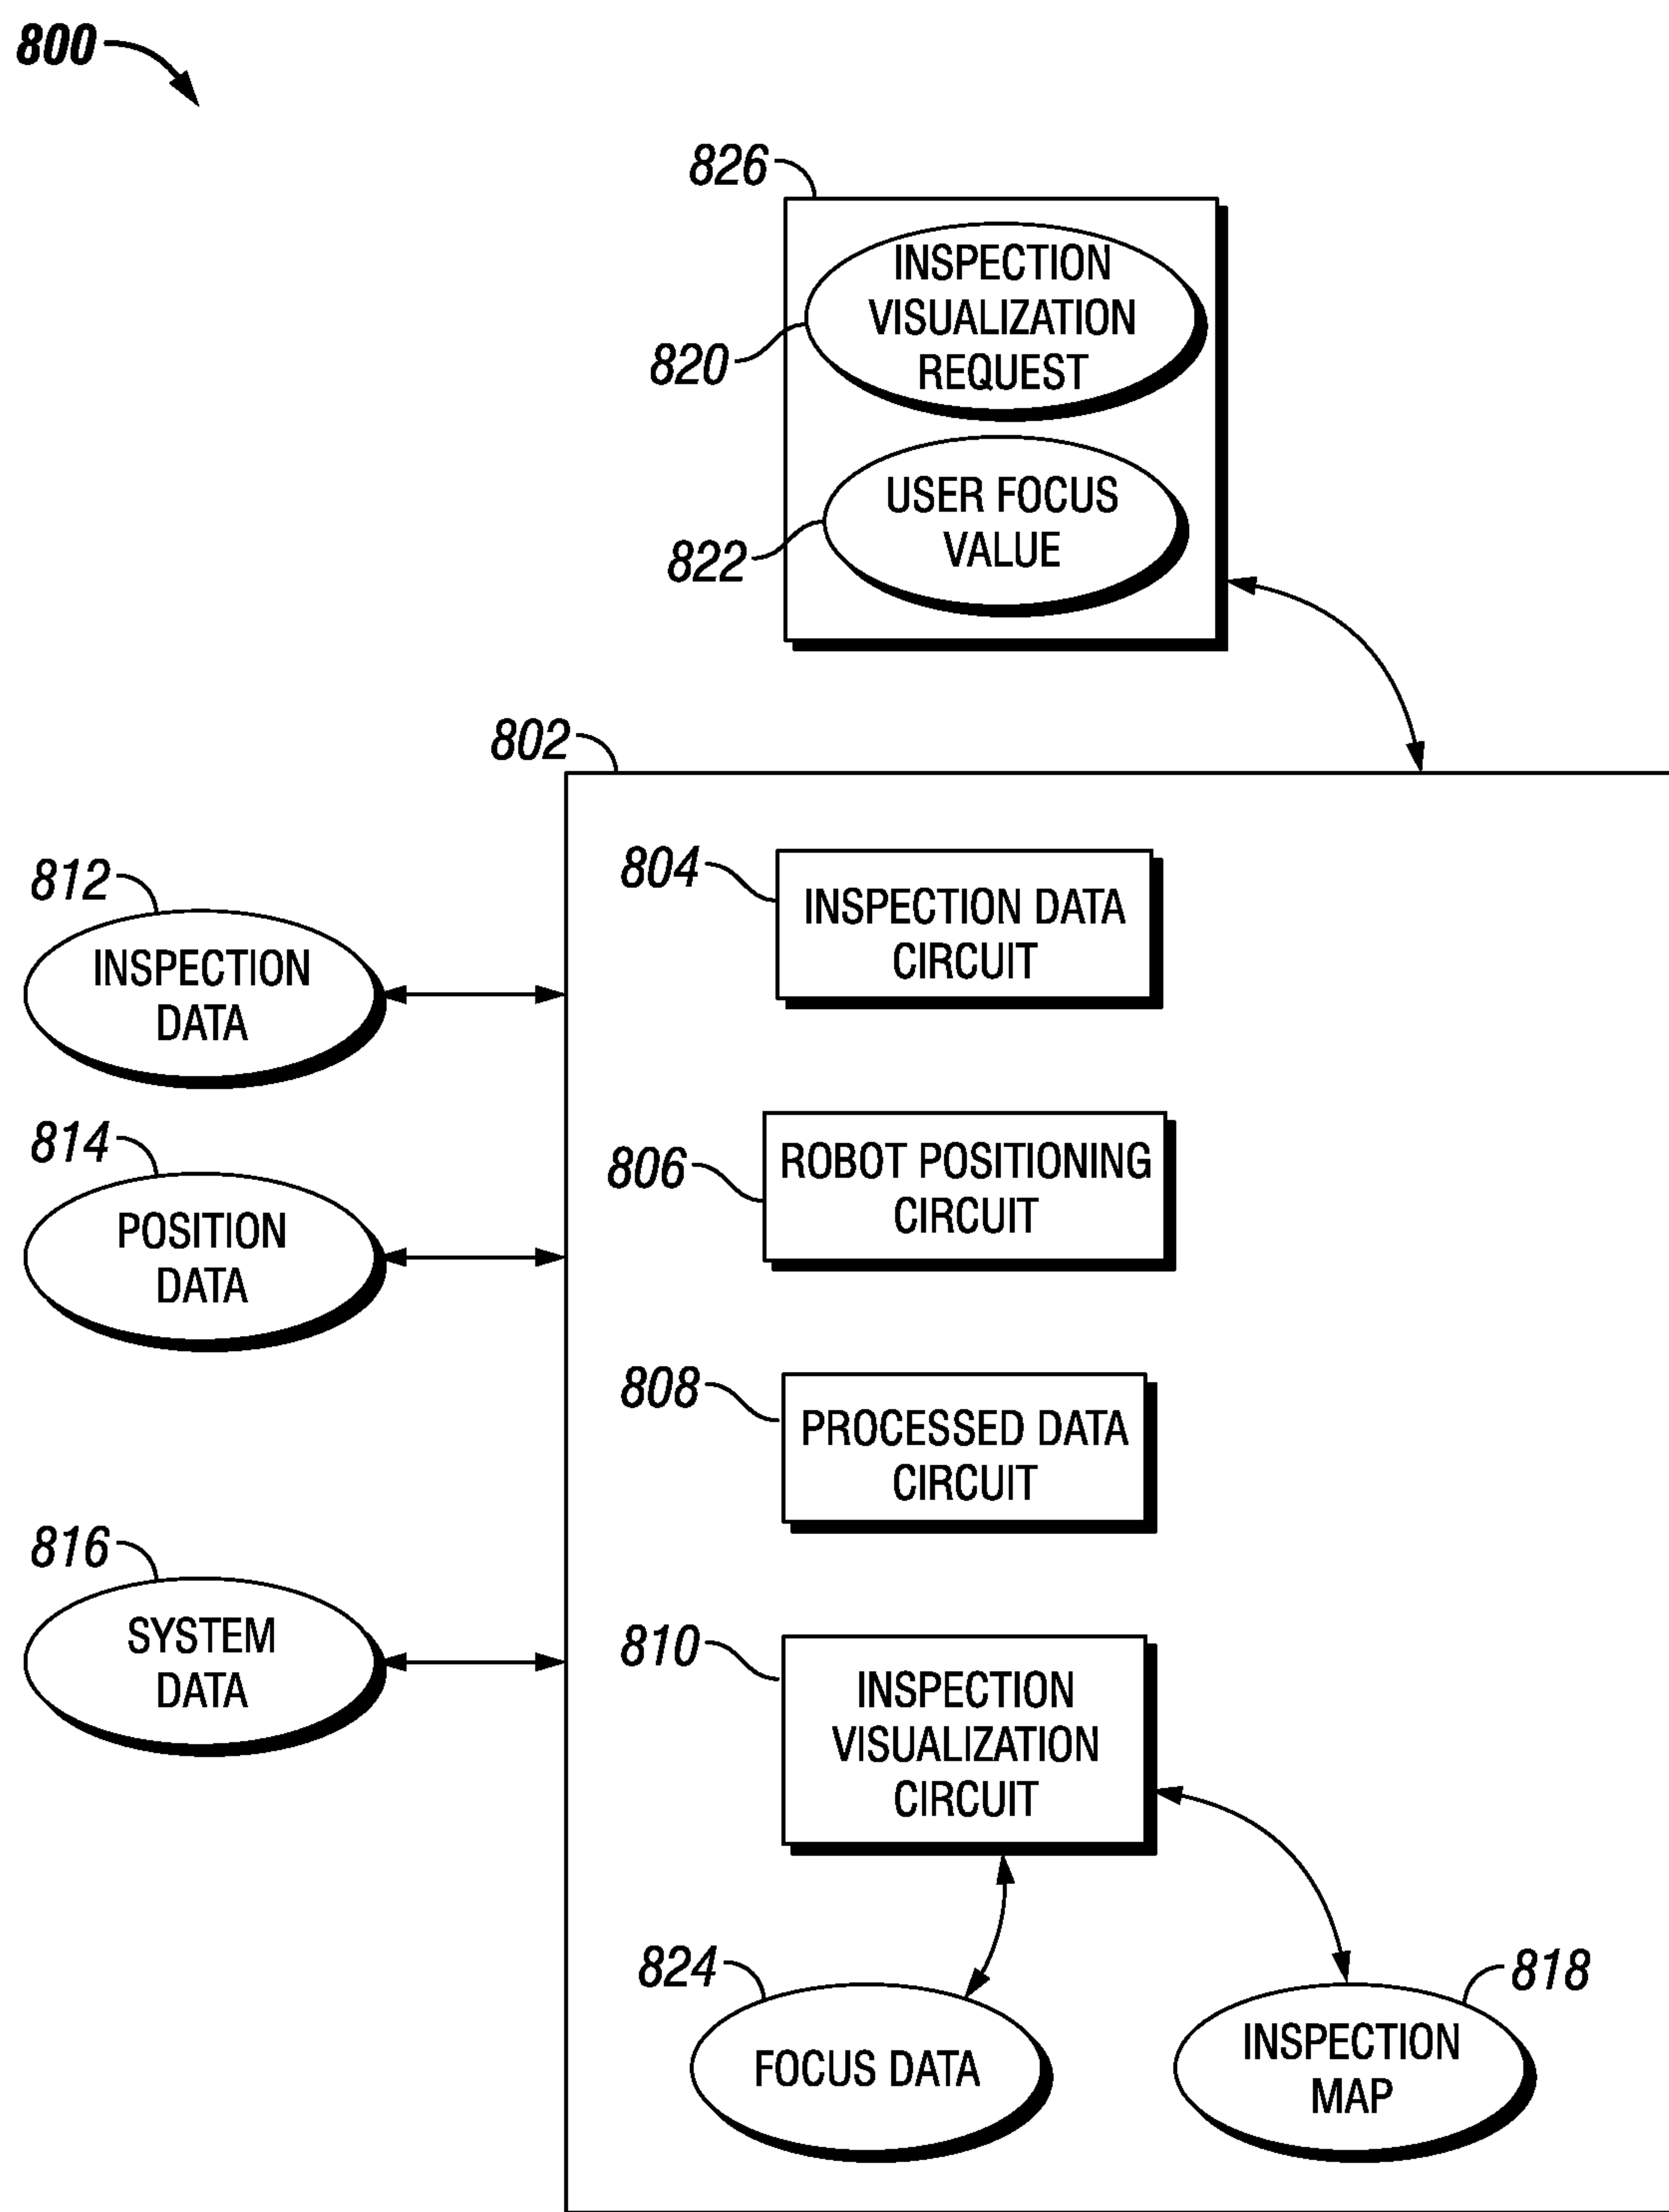 800
826
INSPECTION
VISUALIZATION
REQUEST
820
USER FOCUS
VALUE
822
802
812
INSPECTION
DATA
804
INSPECTION DATA
CIRCUIT
814
POSITION
DATA
806
ROBOT POSITIONING
CIRCUIT
808
PROCESSED DATA
CIRCUIT
816
SYSTEM
DATA
810
INSPECTION
VISUALIZATION
CIRCUIT
824
FOCUS DATA
818
INSPECTION
MAP